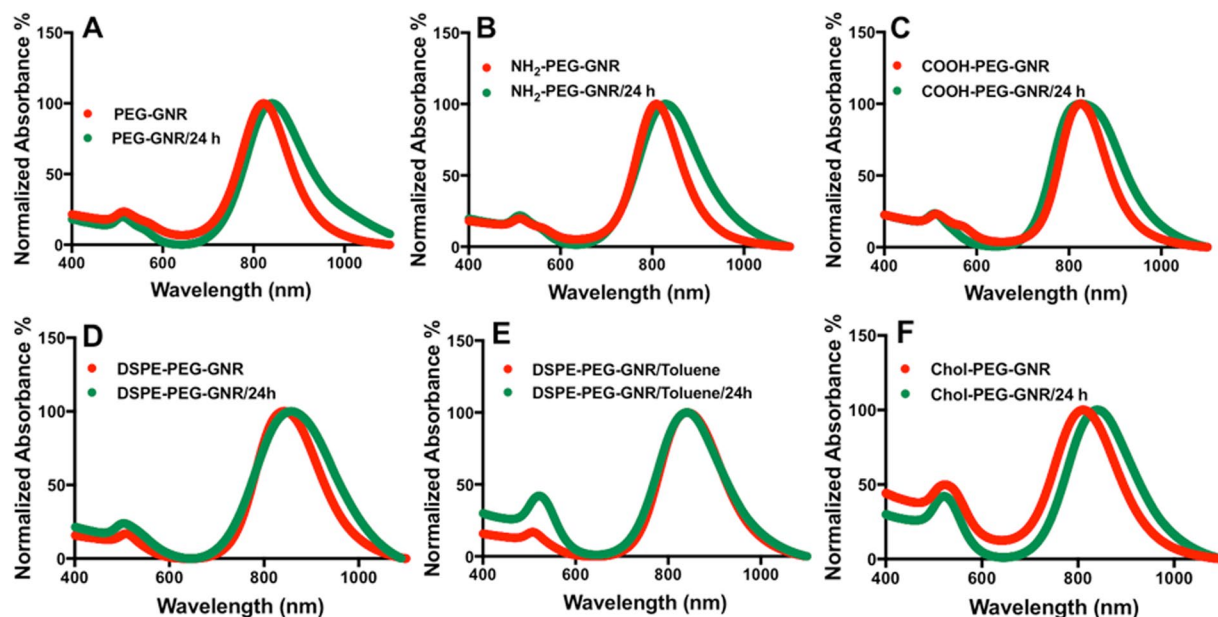 A
Normalized Absorbance %
150
100
50
0
PEG-GNR
PEG-GNR/24 h
400 600 800 1000
Wavelength (nm)
B
Normalized Absorbance %
150
100
50
0
NH₂-PEG-GNR
NH₂-PEG-GNR/24 h
400 600 800 1000
Wavelength (nm)
C
Normalized Absorbance %
150
100
50
0
COOH-PEG-GNR
COOH-PEG-GNR/24 h
400 600 800 1000
Wavelength (nm)
D
Normalized Absorbance %
150
100
50
0
DSPE-PEG-GNR
DSPE-PEG-GNR/24h
400 600 800 1000
Wavelength (nm)
E
Normalized Absorbance %
150
100
50
0
DSPE-PEG-GNR/Toluene
DSPE-PEG-GNR/Toluene/24h
400 600 800 1000
Wavelength (nm)
F
Normalized Absorbance %
150
100
50
0
Chol-PEG-GNR
Chol-PEG-GNR/24 h
400 600 800 1000
Wavelength (nm)